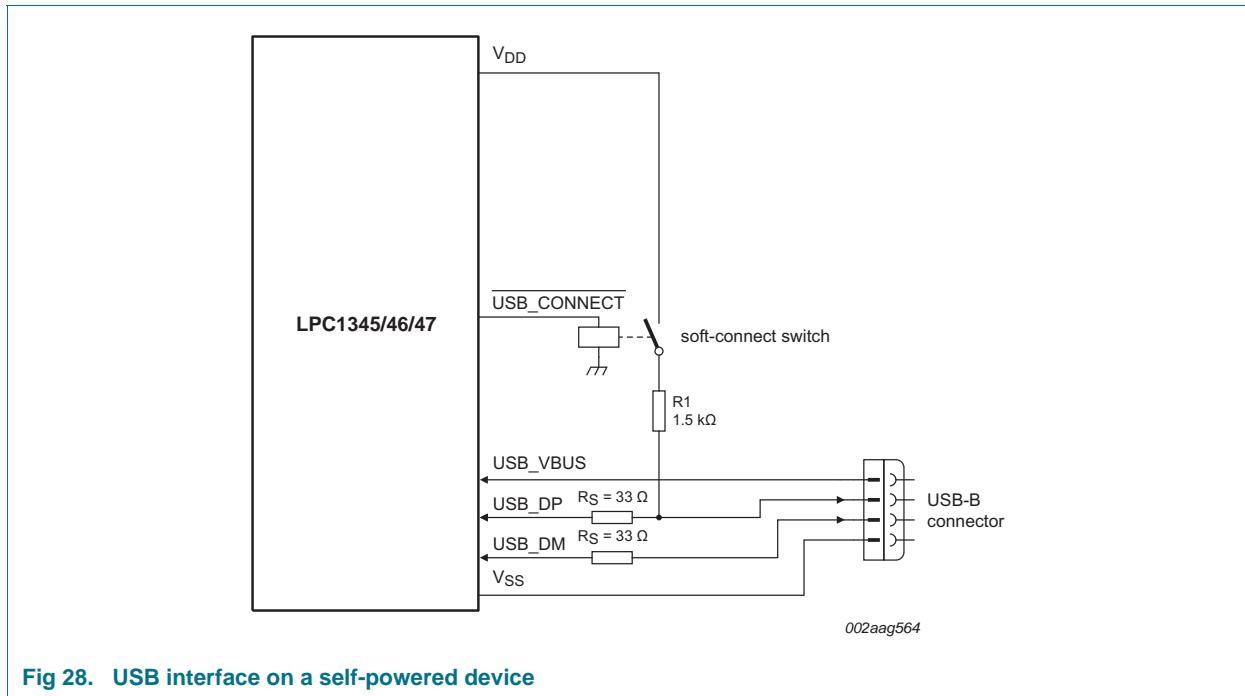 VDD
USB_CONNECT
LPC1345/46/47
soft-connect switch
R1
1.5 kΩ
USB_VBUS
USB_DP
RS = 33 Ω
USB-B
connector
RS = 33 Ω
USB_DM
VSS
002aag564
Fig 28. USB interface on a self-powered device